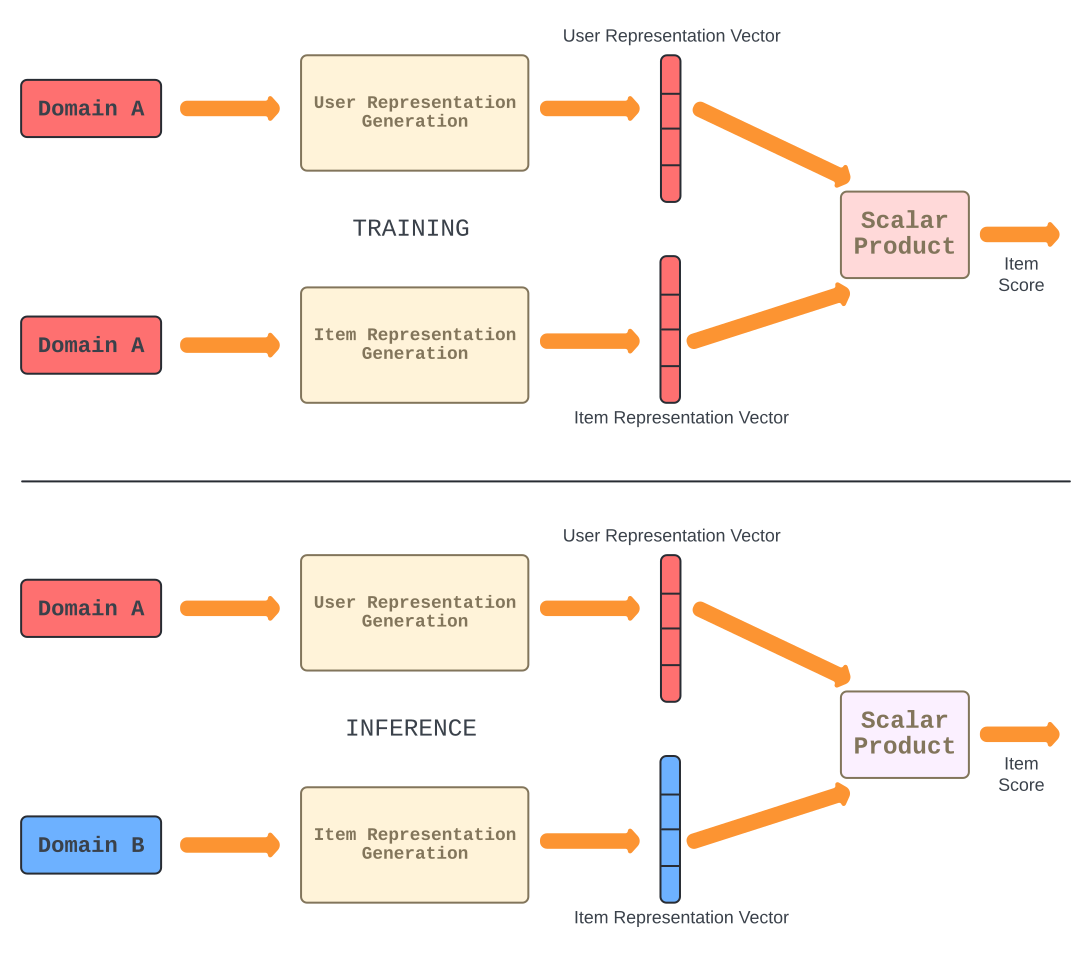 User Representation Vector
Domain A
User Representation
Generation
TRAINING
Scalar
Product
Item
Score
Domain A
Item Representation
Generation
Item Representation Vector
User Representation Vector
Domain A
User Representation
Generation
INFERENCE
Scalar
Product
Item
Score
Domain B
Item Representation
Generation
Item Representation Vector